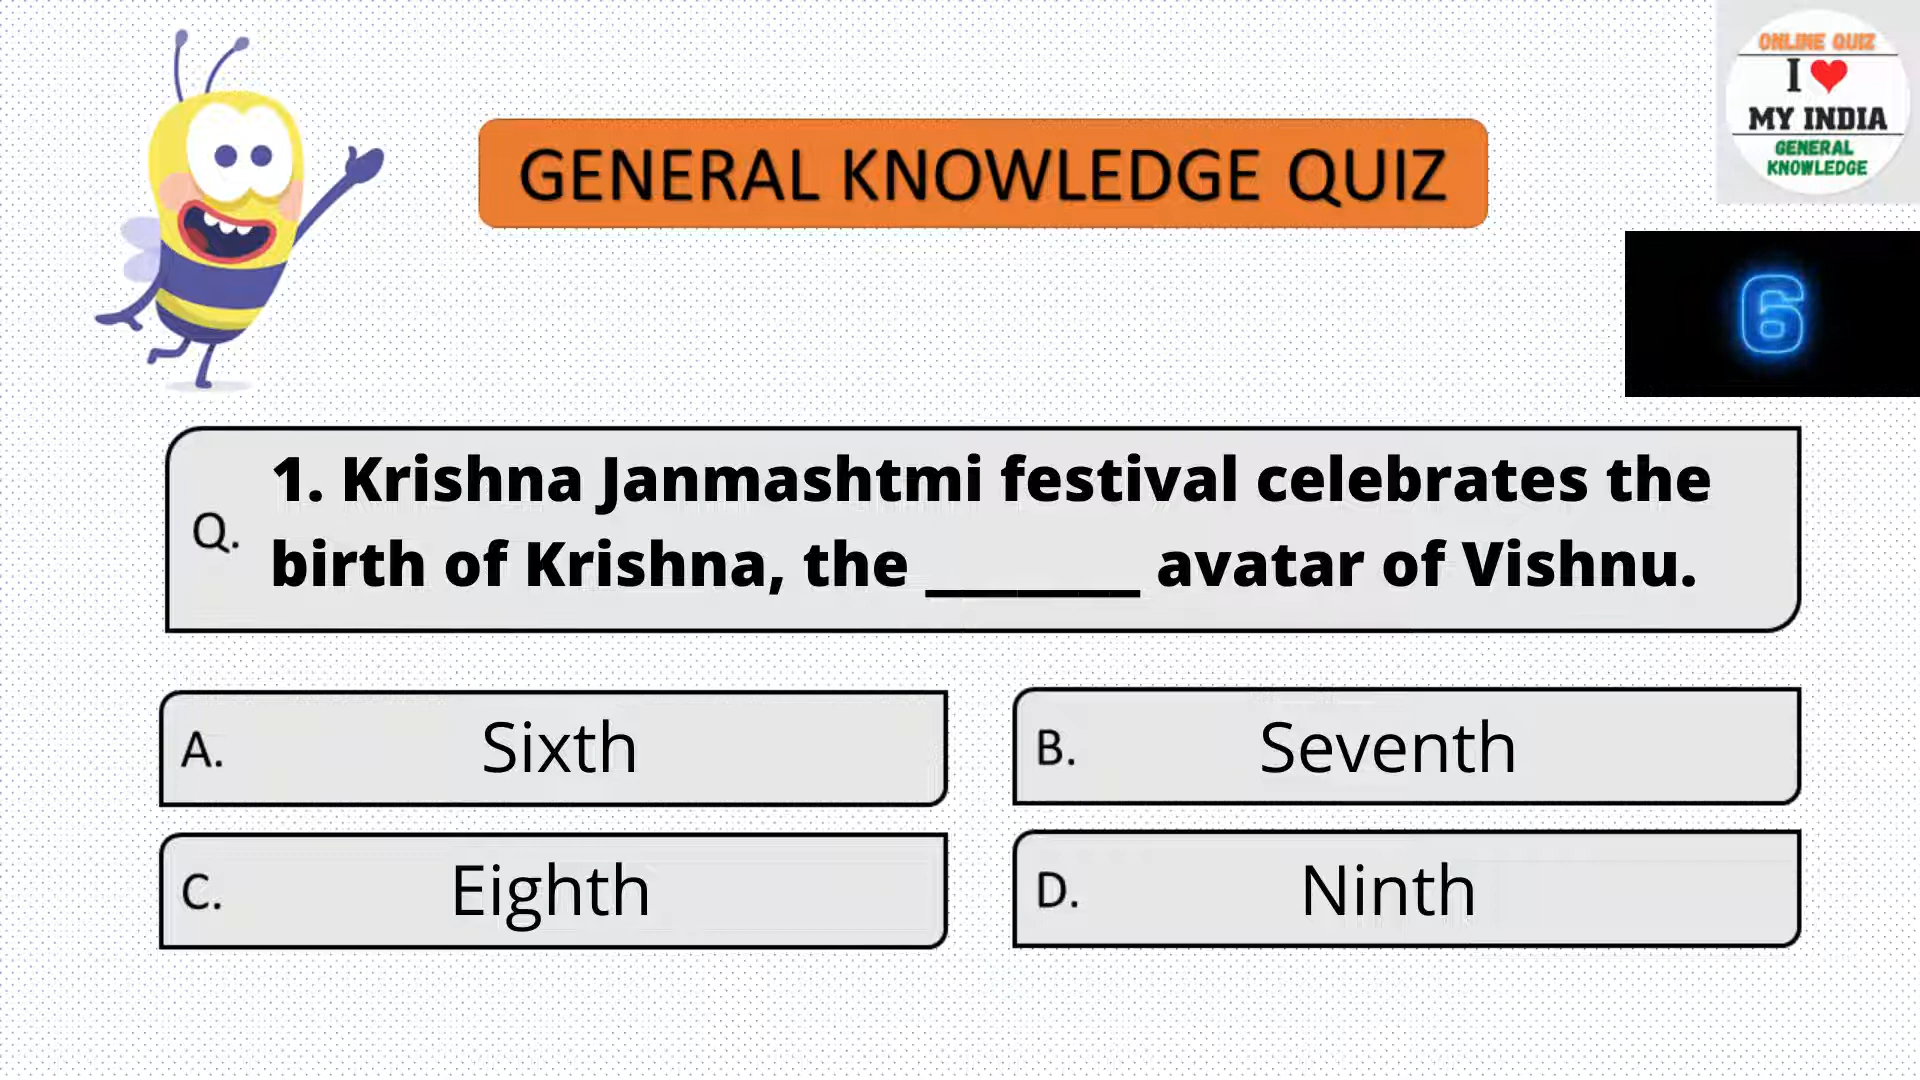 ONLINE QUIZ
I ❤
MY INDIA
GENERAL
KNOWLEDGE
GENERAL KNOWLEDGE QUIZ
6
Q.
1. Krishna Janmashtmi festival celebrates the
birth of Krishna, the _______ avatar of Vishnu.
A. Sixth
B. Seventh
C. Eighth
D. Ninth